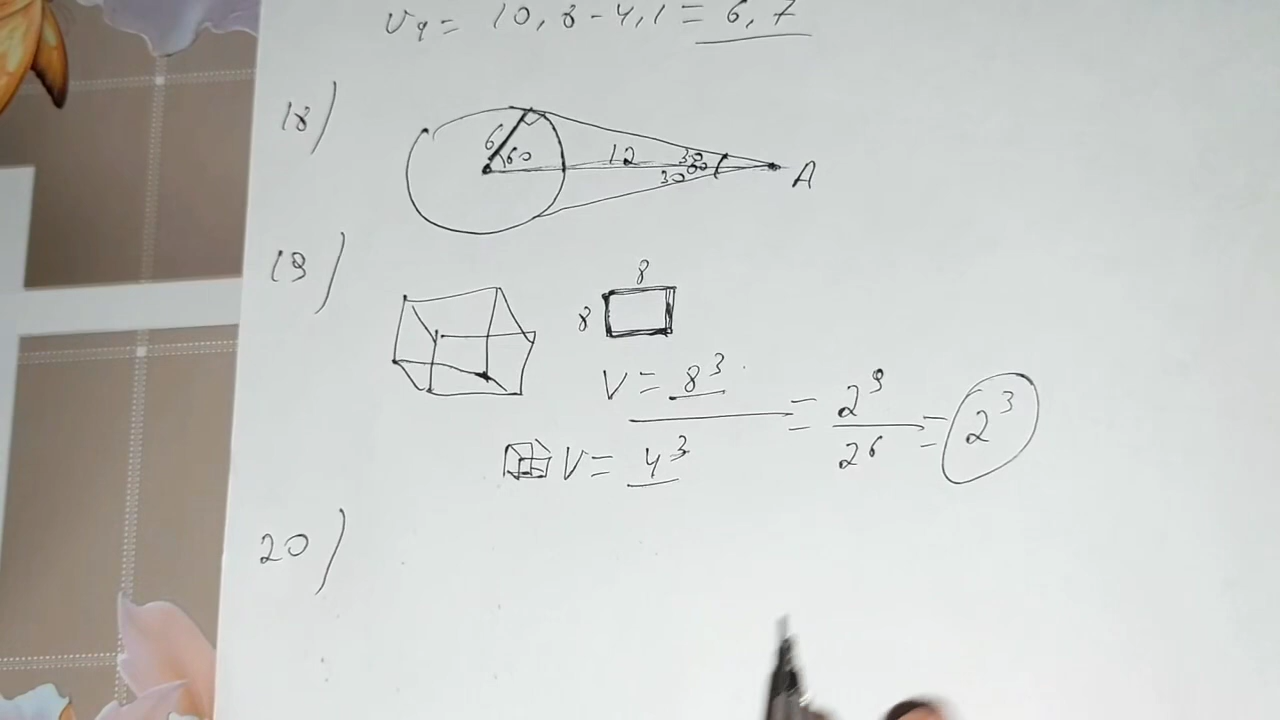 v₉ = 10,8 - 4,1 = 6,7
18)
6 60 12 30 30 A
19)
8
8
V = 8³
= 2⁹ / 2⁶ = 2³
V = 4³
20)